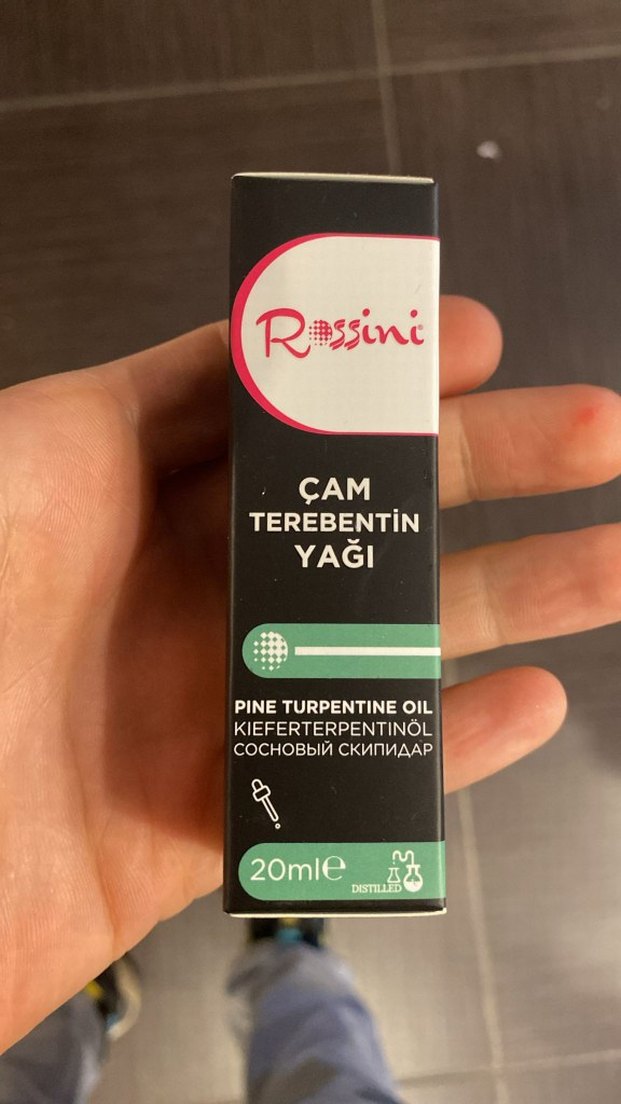 Rossini
ÇAM
TEREBENTİN
YAĞI
PINE TURPENTINE OIL
KIEFERTERPENTINÖL
СОСНОВЫЙ СКИПИДАР
20ml℮
DISTILLED